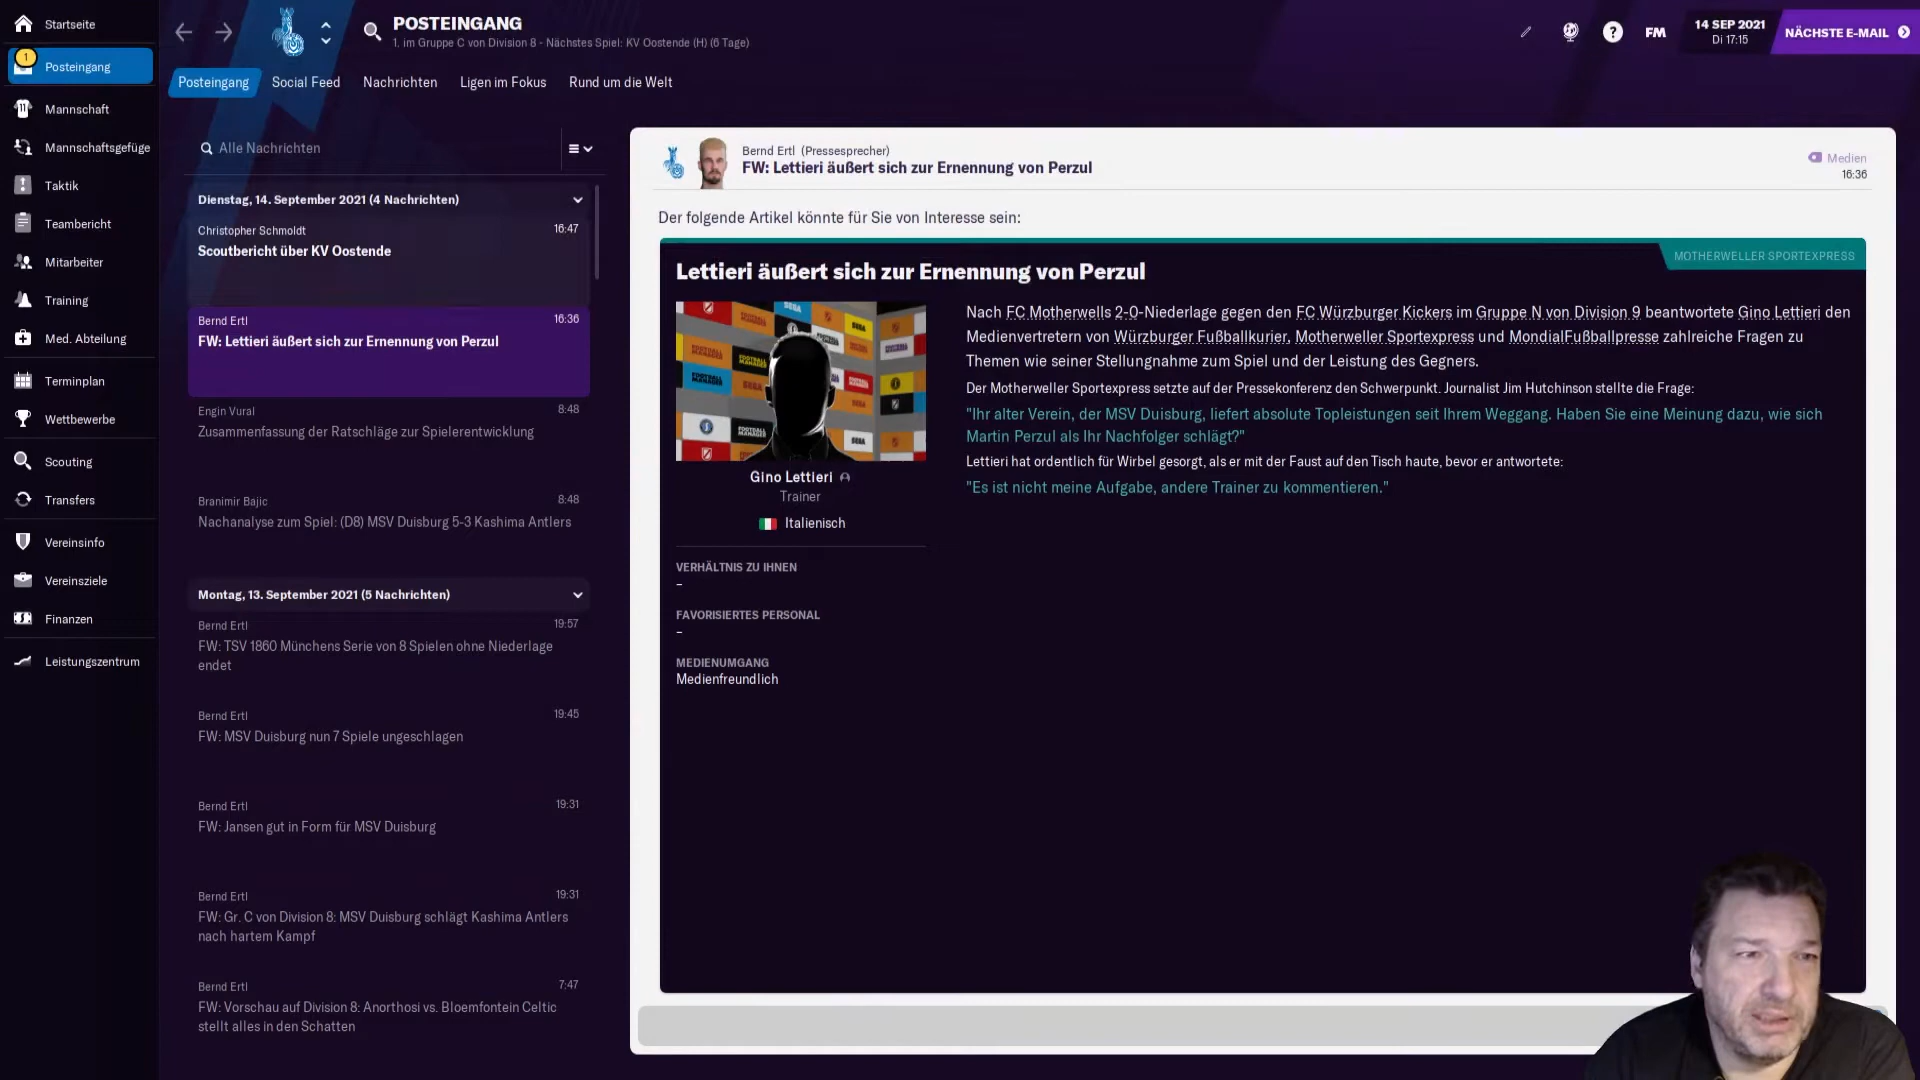 Startseite
1
Posteingang
Mannschaft
Mannschaftsgefüge
Taktik
Teambericht
Mitarbeiter
Training
Med. Abteilung
Terminplan
Wettbewerbe
Scouting
Transfers
Vereinsinfo
Vereinsziele
Finanzen
Leistungszentrum
POSTEINGANG
1. im Gruppe C von Division 8 - Nächstes Spiel: KV Oostende (H) (6 Tage)
FM
14 SEP 2021
Di 17:15
NÄCHSTE E-MAIL
Posteingang
Social Feed
Nachrichten
Ligen im Fokus
Rund um die Welt
Alle Nachrichten
Dienstag, 14. September 2021 (4 Nachrichten)
Christopher Schmoldt
16:47
Scoutbericht über KV Oostende
Bernd Ertl
16:36
FW: Lettieri äußert sich zur Ernennung von Perzul
Engin Vural
8:48
Zusammenfassung der Ratschläge zur Spielerentwicklung
Branimir Bajic
8:48
Nachanalyse zum Spiel: (D8) MSV Duisburg 5-3 Kashima Antlers
Montag, 13. September 2021 (5 Nachrichten)
Bernd Ertl
19:57
FW: TSV 1860 Münchens Serie von 8 Spielen ohne Niederlage
endet
Bernd Ertl
19:45
FW: MSV Duisburg nun 7 Spiele ungeschlagen
Bernd Ertl
19:31
FW: Jansen gut in Form für MSV Duisburg
Bernd Ertl
19:31
FW: Gr. C von Division 8: MSV Duisburg schlägt Kashima Antlers
nach hartem Kampf
Bernd Ertl
7:47
FW: Vorschau auf Division 8: Anorthosi vs. Bloemfontein Celtic
stellt alles in den Schatten
Bernd Ertl (Pressesprecher)
FW: Lettieri äußert sich zur Ernennung von Perzul
Medien
16:36
Der folgende Artikel könnte für Sie von Interesse sein:
MOTHERWELLER SPORTEXPRESS
Lettieri äußert sich zur Ernennung von Perzul
Gino Lettieri
Trainer
Italienisch
VERHÄLTNIS ZU IHNEN
-
FAVORISIERTES PERSONAL
-
MEDIENUMGANG
Medienfreundlich
Nach FC Motherwells 2-0-Niederlage gegen den FC Würzburger Kickers im Gruppe N von Division 9 beantwortete Gino Lettieri den
Medienvertretern von Würzburger Fußballkurier, Motherweller Sportexpress und MondialFußballpresse zahlreiche Fragen zu
Themen wie seiner Stellungnahme zum Spiel und der Leistung des Gegners.
Der Motherweller Sportexpress setzte auf der Pressekonferenz den Schwerpunkt. Journalist Jim Hutchinson stellte die Frage:
"Ihr alter Verein, der MSV Duisburg, liefert absolute Topleistungen seit Ihrem Weggang. Haben Sie eine Meinung dazu, wie sich
Martin Perzul als Ihr Nachfolger schlägt?"
Lettieri hat ordentlich für Wirbel gesorgt, als er mit der Faust auf den Tisch haute, bevor er antwortete:
"Es ist nicht meine Aufgabe, andere Trainer zu kommentieren."